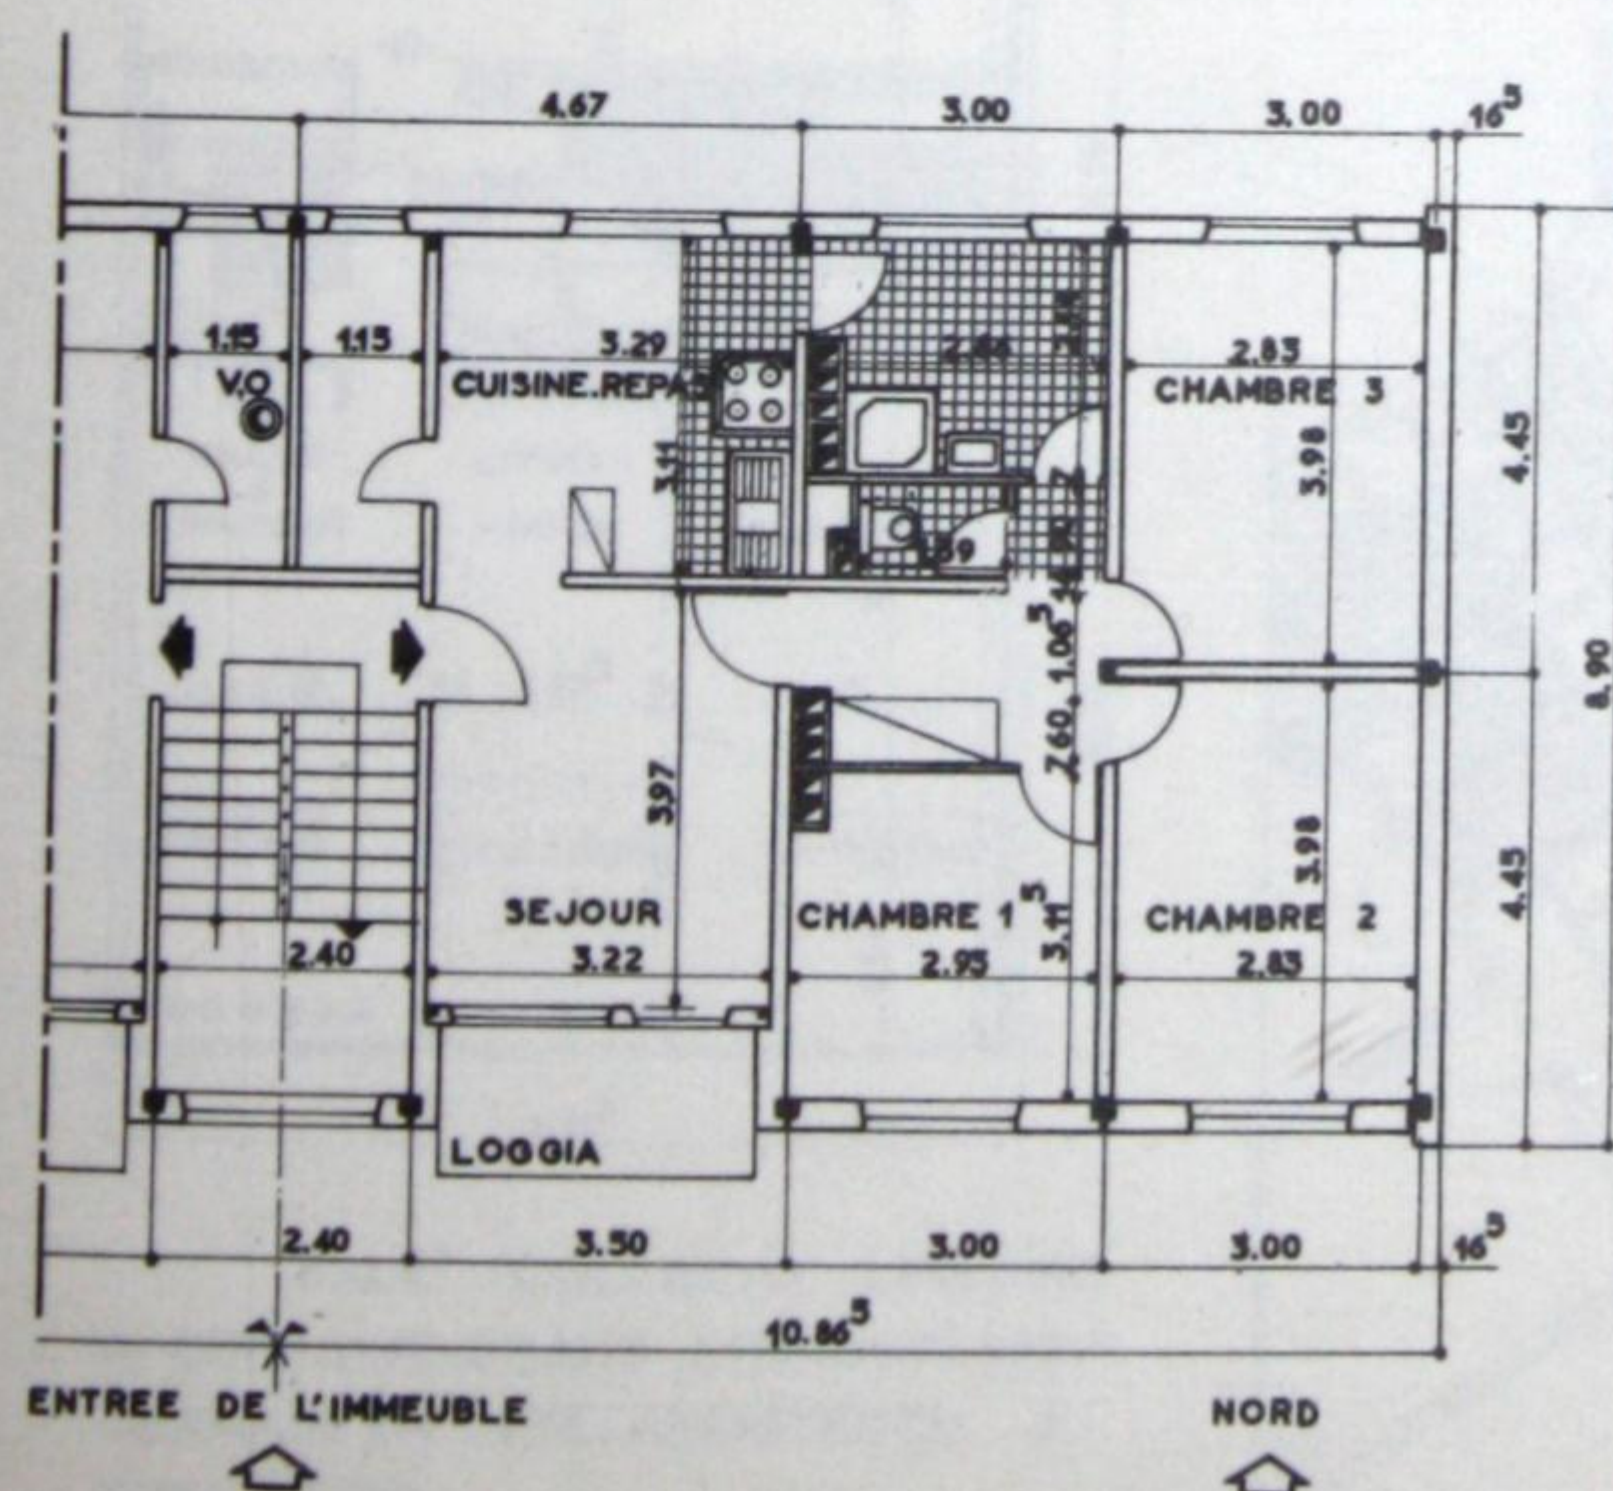 4.67 3.00 3.00 16⁵
1.15 1.15 3.29 2.83
V.O CUISINE.REPAS CHAMBRE 3
3.11 3.98 4.45
8.90
7 60 1.06⁵
3.97 3.98 4.45
SEJOUR CHAMBRE 1 CHAMBRE 2
3.11⁵
2.40 3.22 2.95 2.83
LOGGIA
2.40 3.50 3.00 3.00 16⁵
10.86⁵
ENTREE DE L'IMMEUBLE NORD